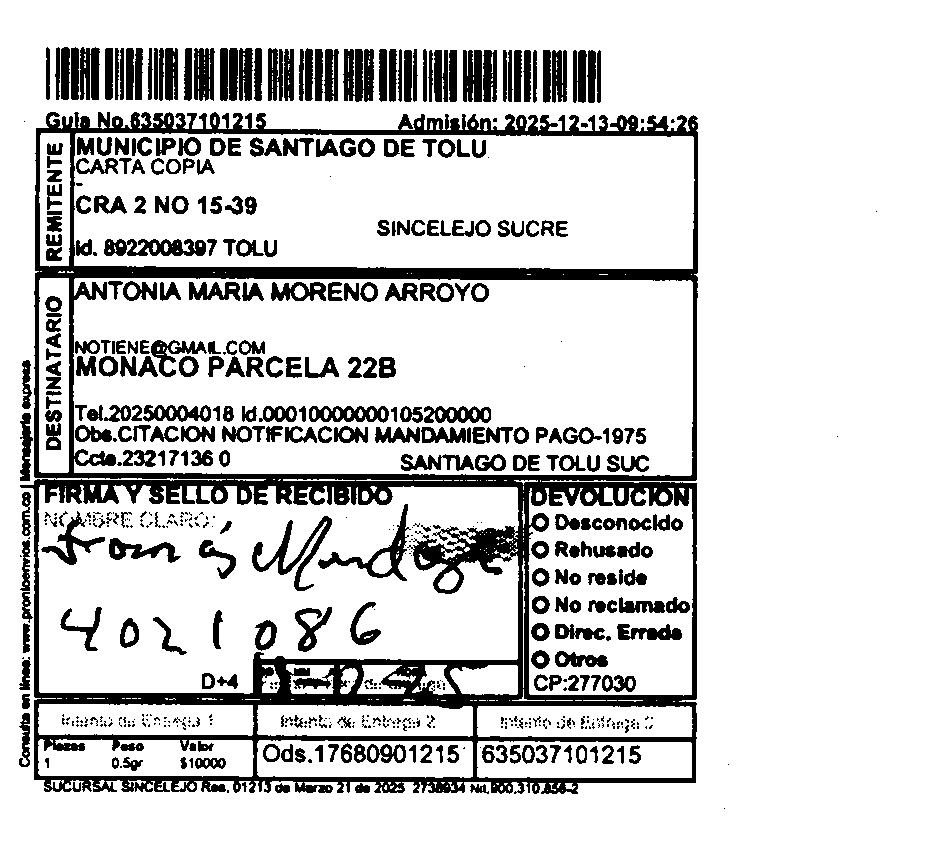 Guia No.635037101215 Admisión: 2025-12-13-09:54:26
REMITENTE
MUNICIPIO DE SANTIAGO DE TOLU
CARTA COPIA
-
CRA 2 NO 15-39
SINCELEJO SUCRE
id. 8922008397 TOLU
DESTINATARIO
ANTONIA MARIA MORENO ARROYO
NOTIENE@GMAIL.COM
MONACO PARCELA 22B
Tel.20250004018 Id.000100000000105200000
Obs.CITACION NOTIFICACION MANDAMIENTO PAGO-1975
Ccte.23217136 0 SANTIAGO DE TOLU SUC
FIRMA Y SELLO DE RECIBIDO
NOMBRE CLARO:
Tomás Mendoza
4021086
D+4
DEVOLUCION
Desconocido
Rehusado
No reside
No reclamado
Direc. Errada
Otros
CP:277030
Intento de Entrega 1 Intento de Entrega 2 Intento de Entrega
Piezas Peso Valor
1 0.5gr $10000
Ods.17680901215 635037101215
SUCURSAL SINCELEJO Res. 01213 de Marzo 21 de 2025 2736934 Nit.900.310.856-2
Consulta en linea: www.prontoenvios.com.co | Mensajeria express